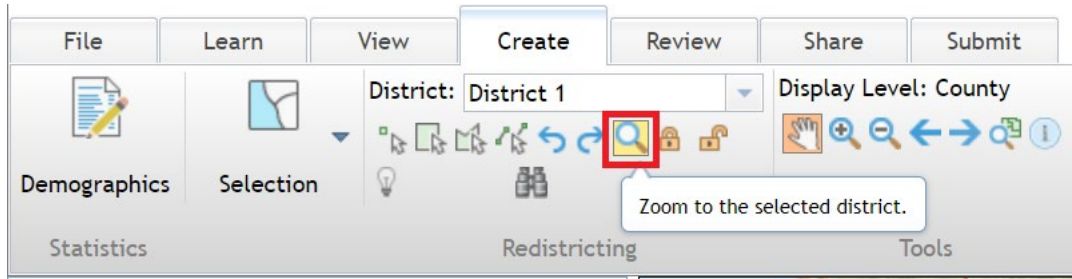 File Learn View Create Review Share Submit
District: District 1 Display Level: County
Demographics Selection
Zoom to the selected district.
Statistics Redistricting Tools